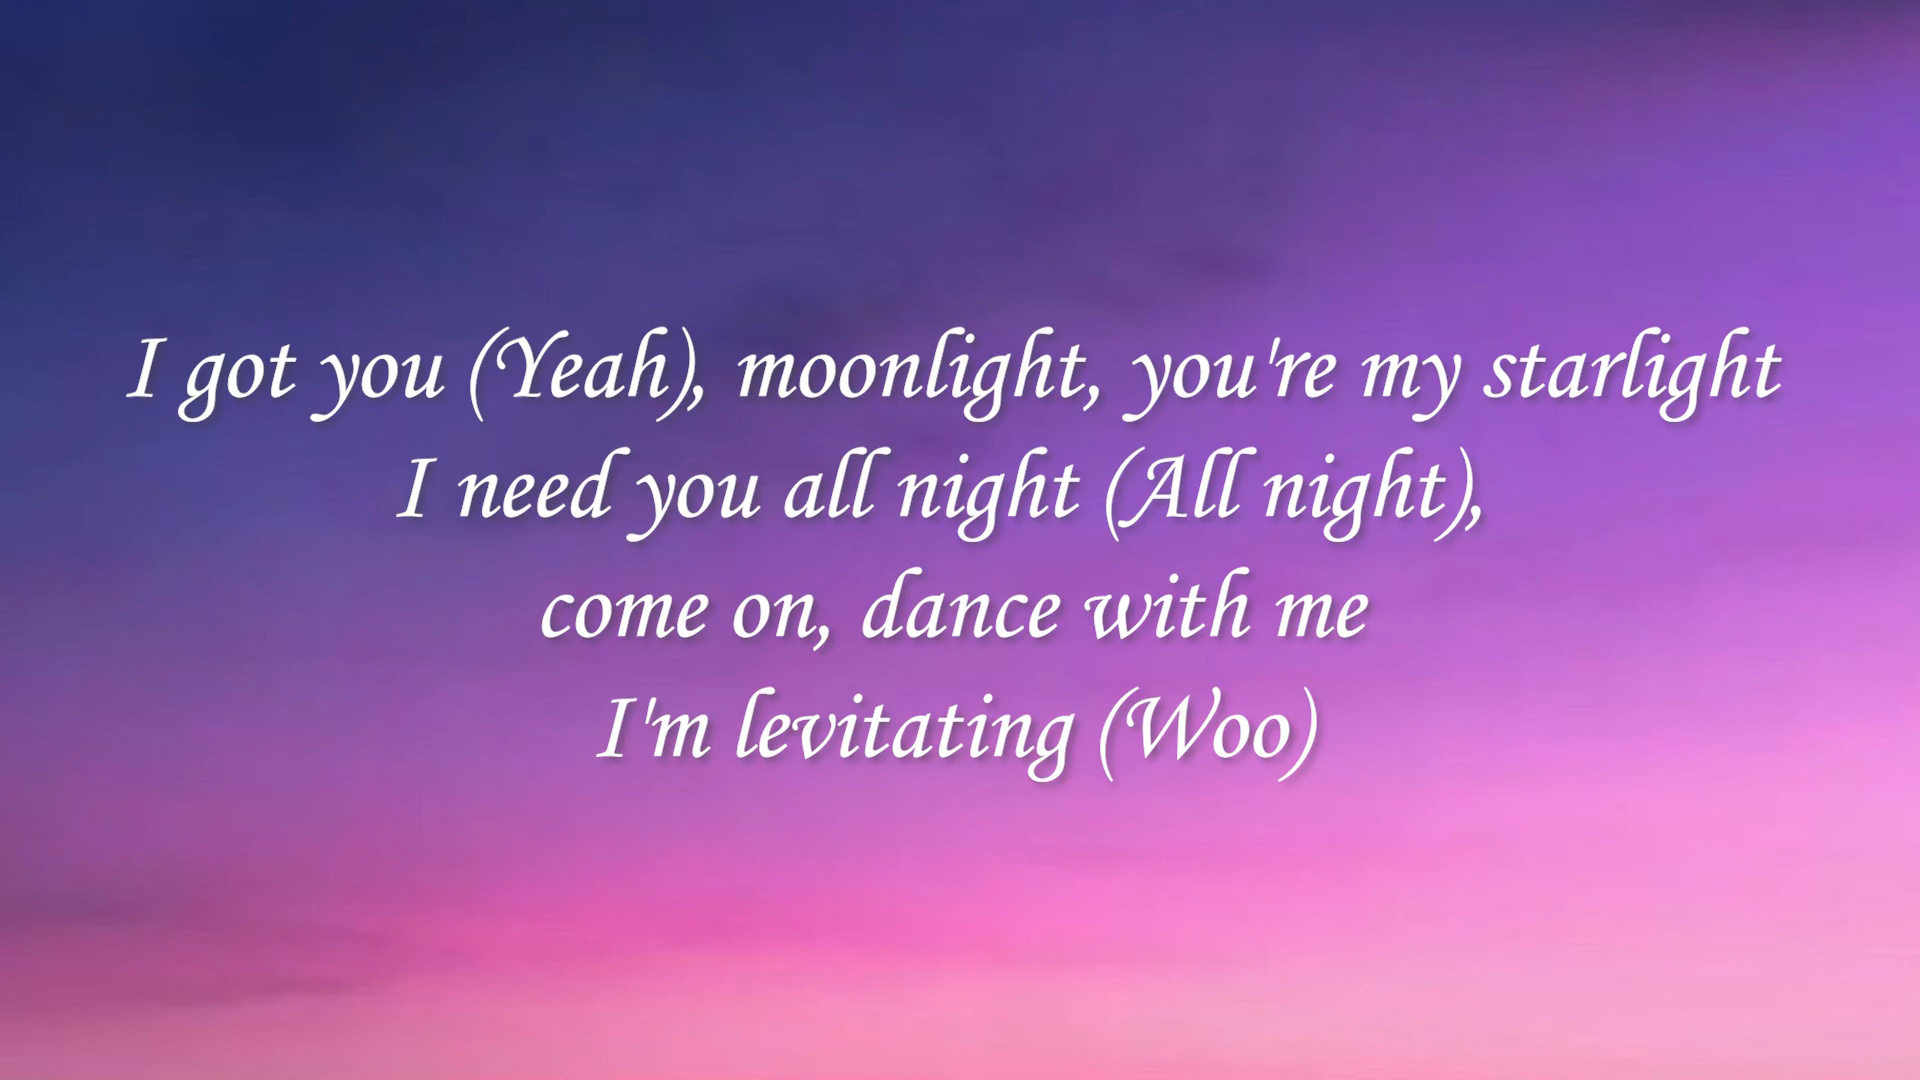 I got you (Yeah), moonlight, you're my starlight
I need you all night (All night),
come on, dance with me
I'm levitating (Woo)